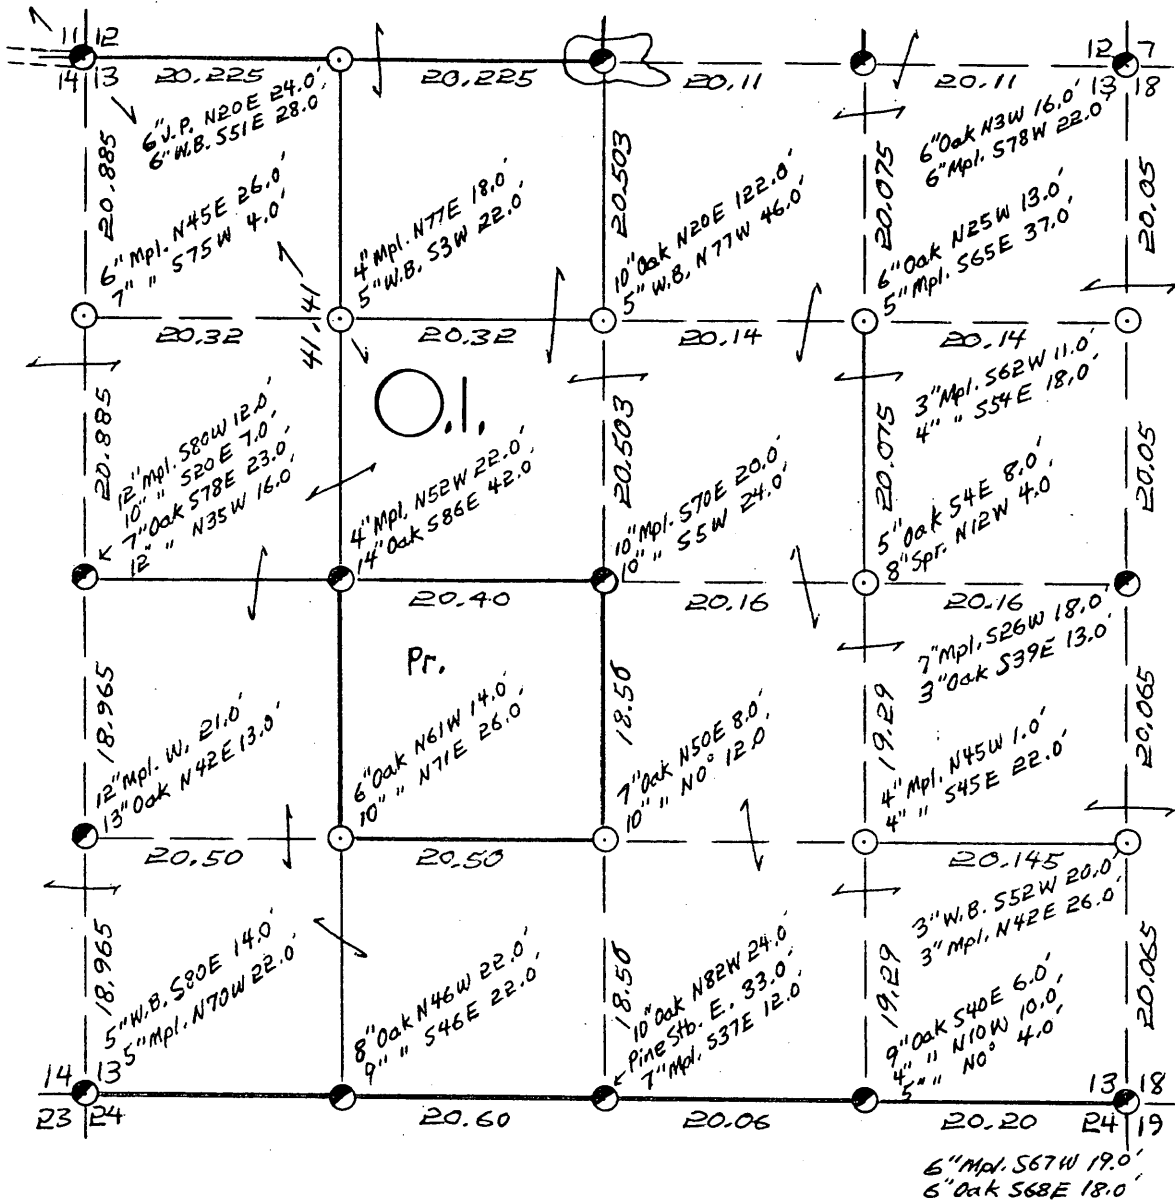 11 12
12 7
14 13
20.225
20.225
20.11
20.11
13 18
6" J.P. N20E 24.0'
6" W.B. S51E 28.0'
6" Oak N3W 16.0'
6" Mpl. S78W 22.0'
20.885
20.503
20.075
20.05
6" Mpl. N45E 26.0'
7" " S75W 4.0'
4" Mpl. N77E 18.0'
5" W.B. S3W 22.0'
10" Oak N20E 122.0'
5" W.B. N77W 46.0'
6" Oak N25W 13.0'
5" Mpl. S65E 37.0'
41.41
20.32
20.32
20.14
20.14
3" Mpl. S62W 11.0'
4" " S54E 18.0'
O.I.
20.885
20.503
20.075
20.05
12" Mpl. S80W 12.0'
10" " S20E 7.0'
7" Oak S78E 23.0'
12" " N35W 16.0'
4" Mpl. N52W 22.0'
14" Oak S86E 42.0'
10" Mpl. S70E 20.0'
10" " S5W 24.0'
5" Oak S4E 8.0'
8" Spr. N12W 4.0'
20.40
20.16
20.16
7" Mpl. S26W 18.0'
3" Oak S39E 13.0'
Pr.
18.965
18.50
19.29
20.065
12" Mpl. W. 21.0'
13" Oak N42E 13.0'
6" Oak N61W 14.0'
10" " N71E 26.0'
7" Oak N50E 8.0'
10" " N0° 12.0'
4" Mpl. N45W 1.0'
4" " S45E 22.0'
20.50
20.50
20.145
3" W.B. S52W 20.0'
3" Mpl. N42E 26.0'
18.965
18.50
19.29
20.065
5" W.B. S80E 14.0'
5" Mpl. N70W 22.0'
8" Oak N46W 22.0'
9" " S46E 22.0'
10" Oak N82W 24.0'
Pine Stb. E. 33.0'
7" Mpl. S37E 12.0'
9" Oak S40E 6.0'
4" " N10W 10.0'
5" " N0° 4.0'
14 13
13 18
23 24
20.60
20.06
20.20
24 19
6" Mpl. S67W 19.0'
6" Oak S68E 18.0'